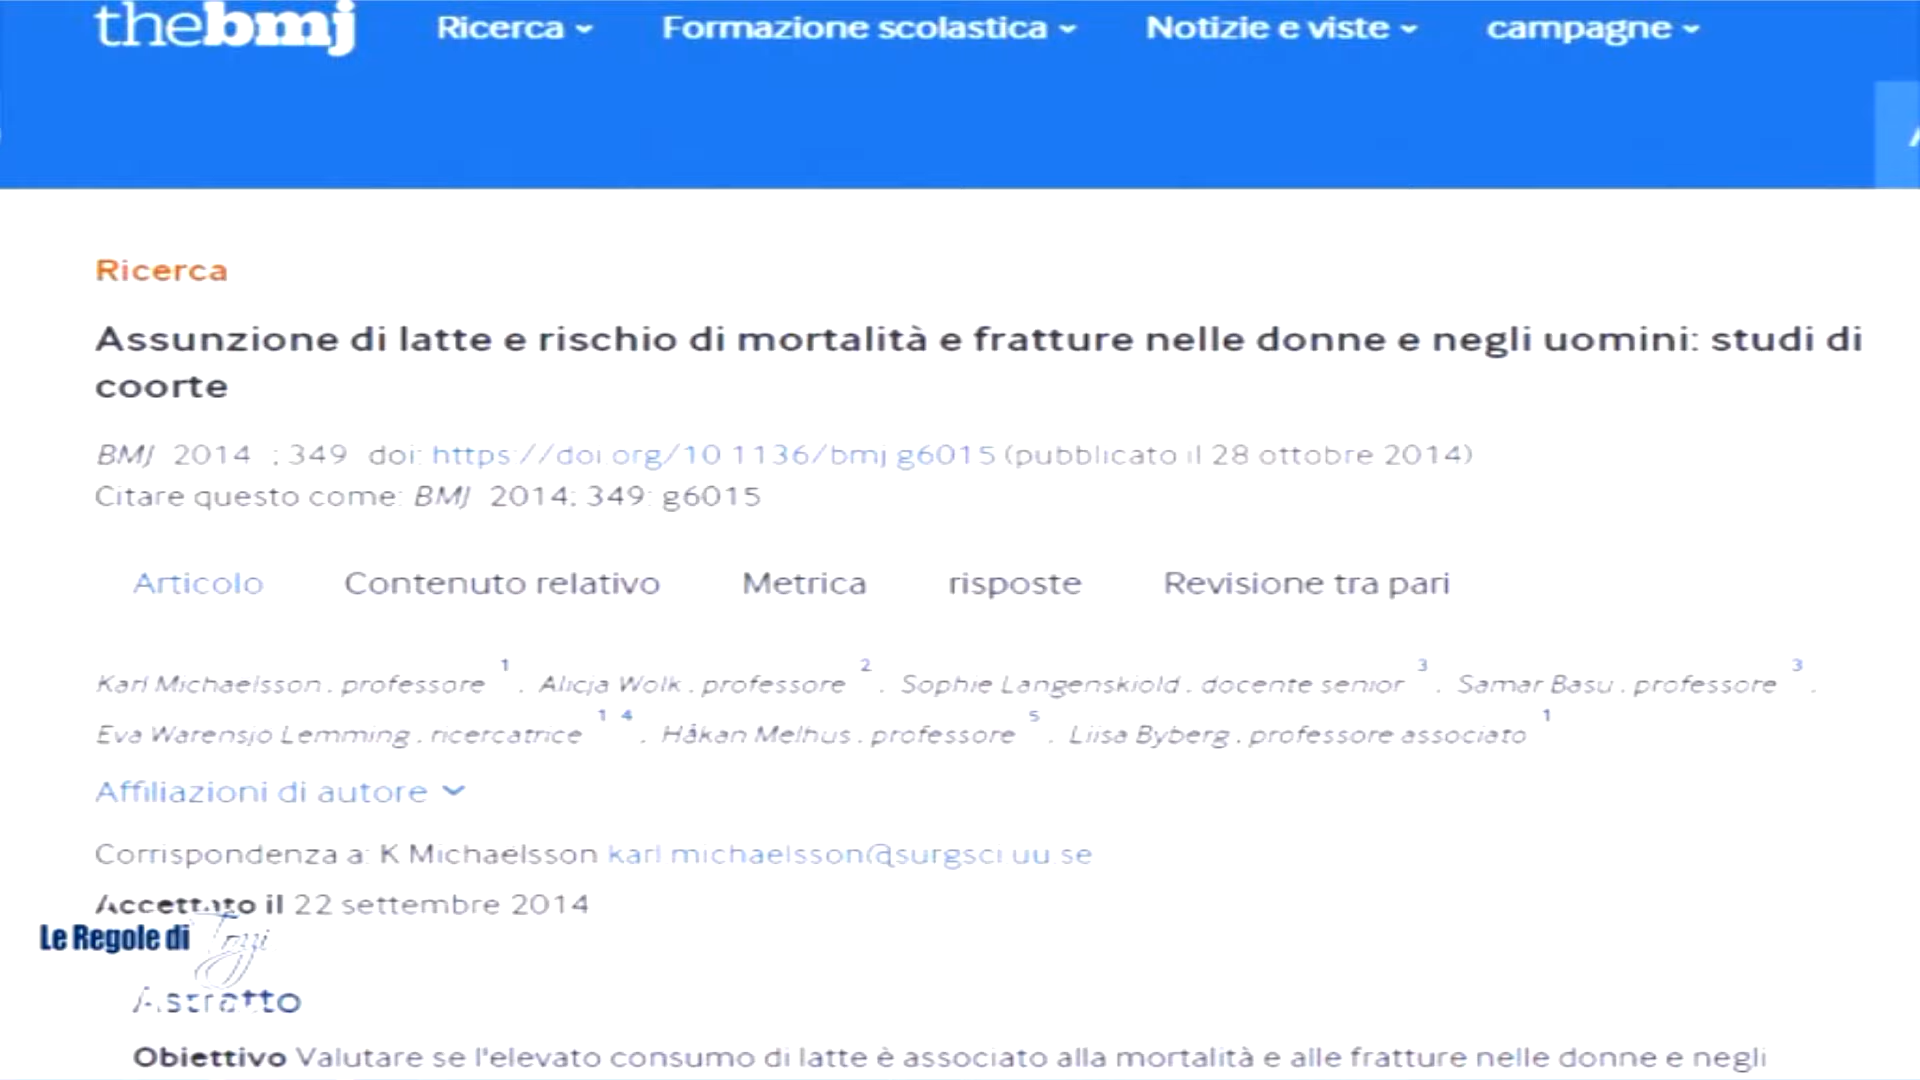 thebmj Ricerca Formazione scolastica Notizie e viste campagne
Ricerca
Assunzione di latte e rischio di mortalità e fratture nelle donne e negli uomini: studi di
coorte
BMJ 2014 ; 349 doi: https://doi.org/10.1136/bmj.g6015 (pubblicato il 28 ottobre 2014)
Citare questo come: BMJ 2014; 349: g6015
Articolo Contenuto relativo Metrica risposte Revisione tra pari
Karl Michaelsson, professore 1, Alicja Wolk, professore 2, Sophie Langenskiold, docente senior 3, Samar Basu, professore 3,
Eva Warensjo Lemming, ricercatrice 1 4, Håkan Melhus, professore 5, Liisa Byberg, professore associato 1
Affiliazioni di autore
Corrispondenza a: K Michaelsson karl.michaelsson@surgsci.uu.se
Accettato il 22 settembre 2014
Le Regole di
Astratto
Obiettivo Valutare se l'elevato consumo di latte è associato alla mortalità e alle fratture nelle donne e negli